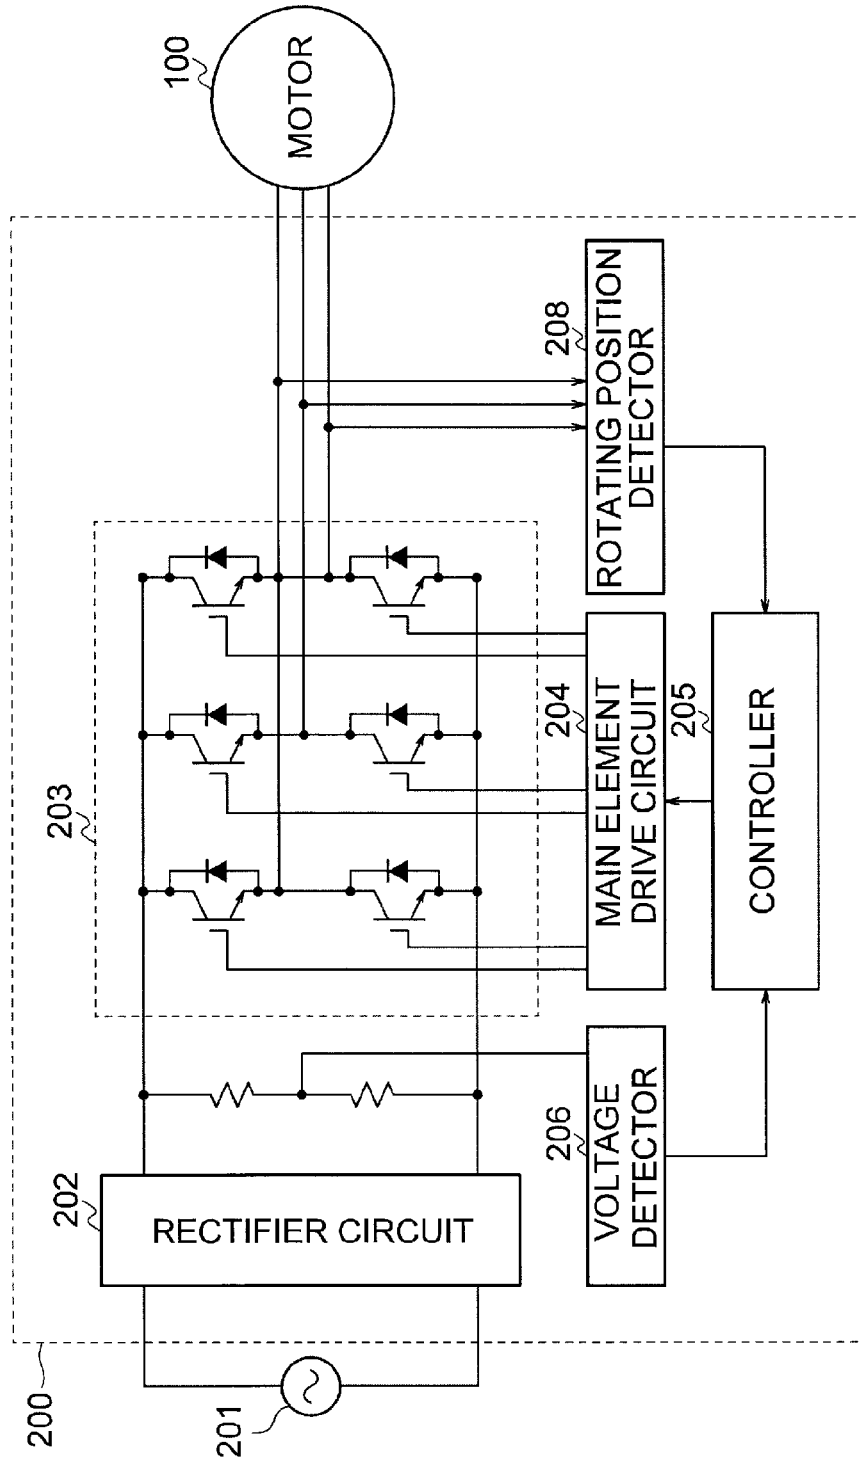 100
MOTOR
200
203
208
ROTATING POSITION
DETECTOR
204
MAIN ELEMENT
DRIVE CIRCUIT
205
CONTROLLER
206
VOLTAGE
DETECTOR
202
RECTIFIER CIRCUIT
201